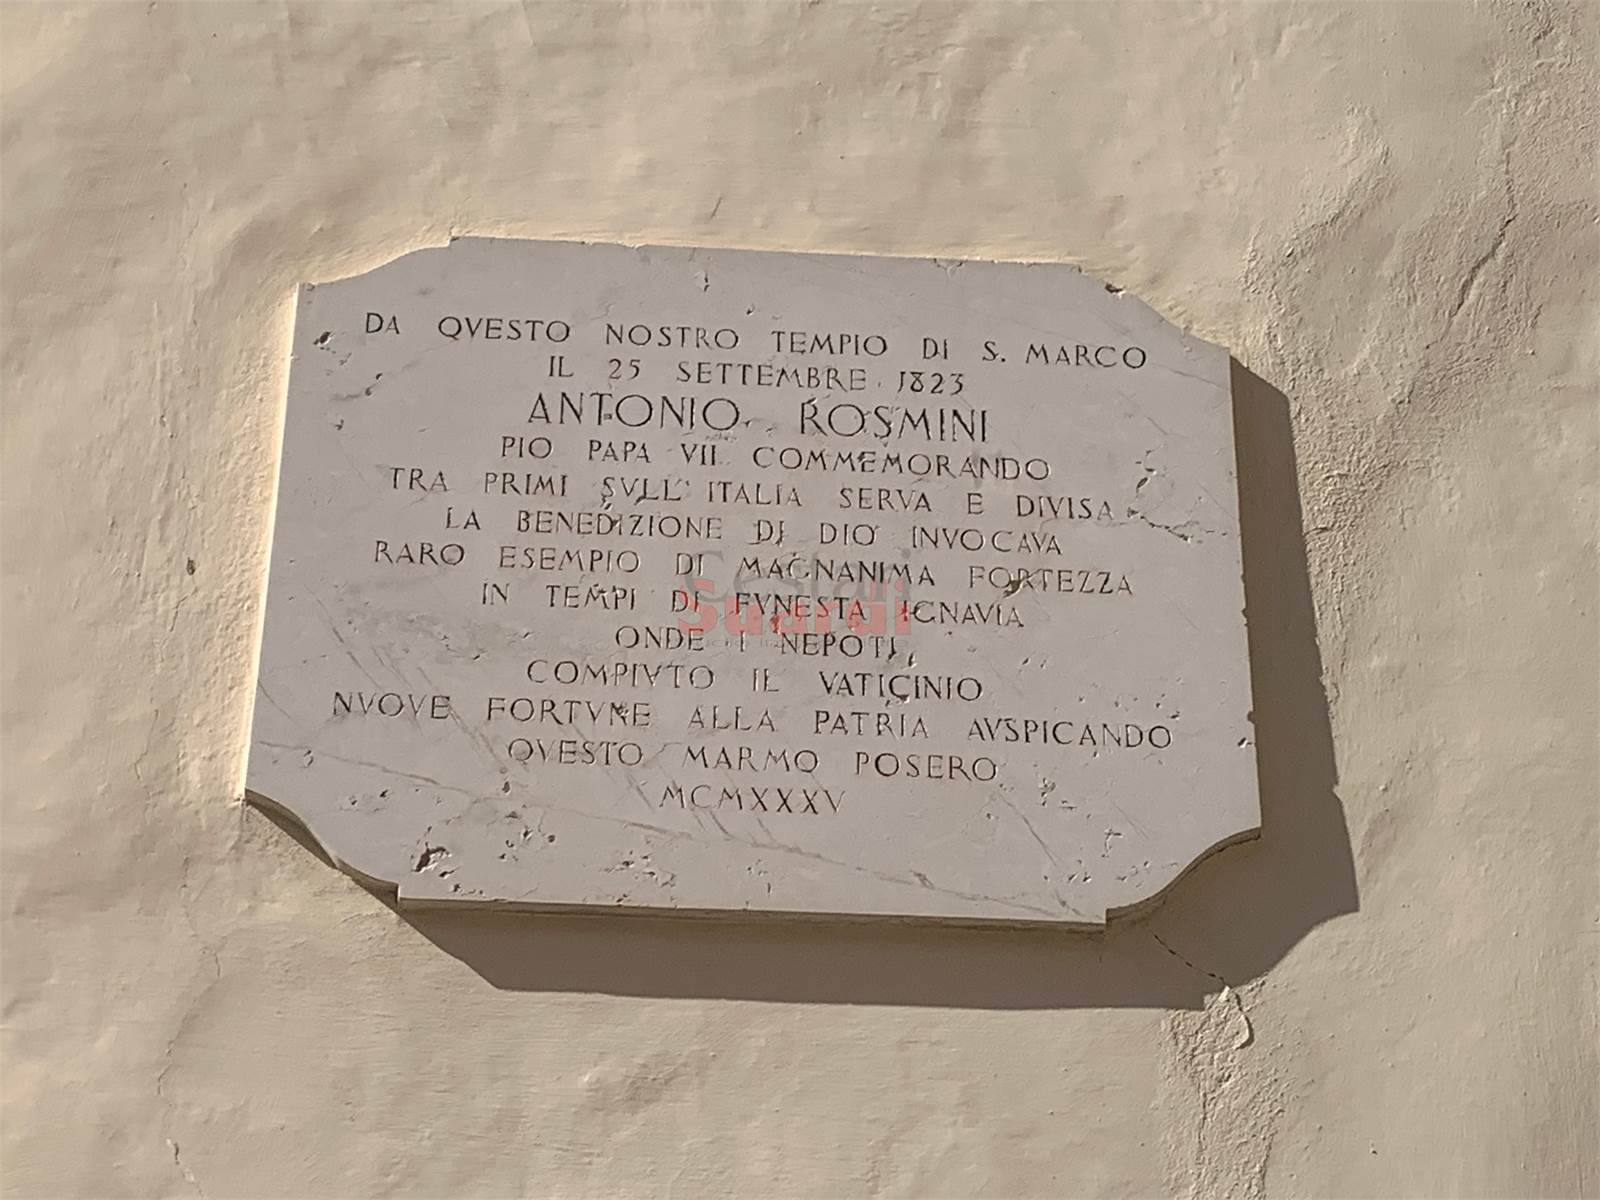 DA QVESTO NOSTRO TEMPIO DI S. MARCO
IL 25 SETTEMBRE 1823
ANTONIO ROSMINI
PIO PAPA VII COMMEMORANDO
TRA PRIMI SVLL' ITALIA SERVA E DIVISA
LA BENEDIZIONE DI DIO INVOCAVA
RARO ESEMPIO DI MAGNANIMA FORTEZZA
IN TEMPI DI FVNESTA IGNAVIA
ONDE I NEPOTI
COMPIVTO IL VATICINIO
NVOVE FORTVNE ALLA PATRIA AVSPICANDO
QVESTO MARMO POSERO
MCMXXXV
Suardi